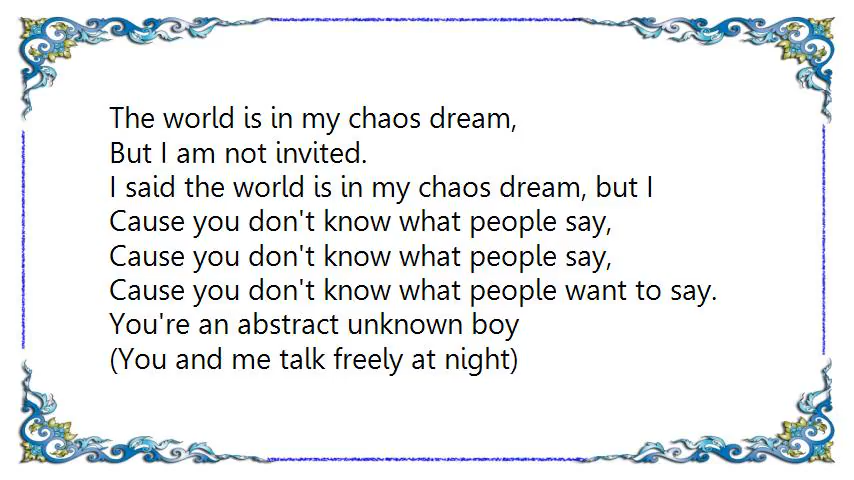 The world is in my chaos dream,
But I am not invited.
I said the world is in my chaos dream, but I
Cause you don't know what people say,
Cause you don't know what people say,
Cause you don't know what people want to say.
You're an abstract unknown boy
(You and me talk freely at night)